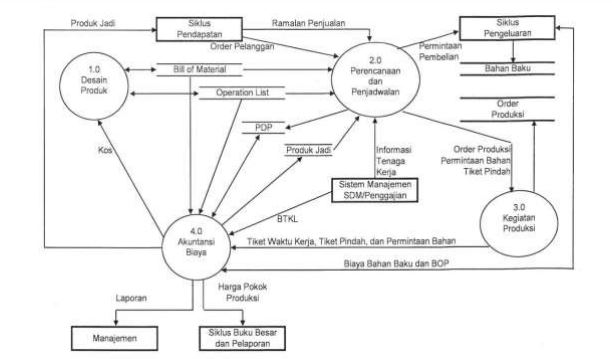 Produk Jadi
Siklus
Pendapatan
Ramalan Penjualan
Order Pelanggan
Siklus
Pengeluaran
Permintaan
Pembelian
Bahan Baku
Order
Produksi
1.0
Desain
Produk
Bill of Material
Operation List
2.0
Perencanaan
dan
Penjadwalan
PDP
Produk Jadi
Kos
Informasi
Tenaga
Kerja
Order Produksi
Permintaan Bahan
Tiket Pindah
Sistem Manajemen
SDM/Penggajian
BTKL
3.0
Kegiatan
Produksi
4.0
Akuntansi
Biaya
Tiket Waktu Kerja, Tiket Pindah, dan Permintaan Bahan
Biaya Bahan Baku dan BOP
Laporan
Harga Pokok
Produksi
Manajemen
Siklus Buku Besar
dan Pelaporan